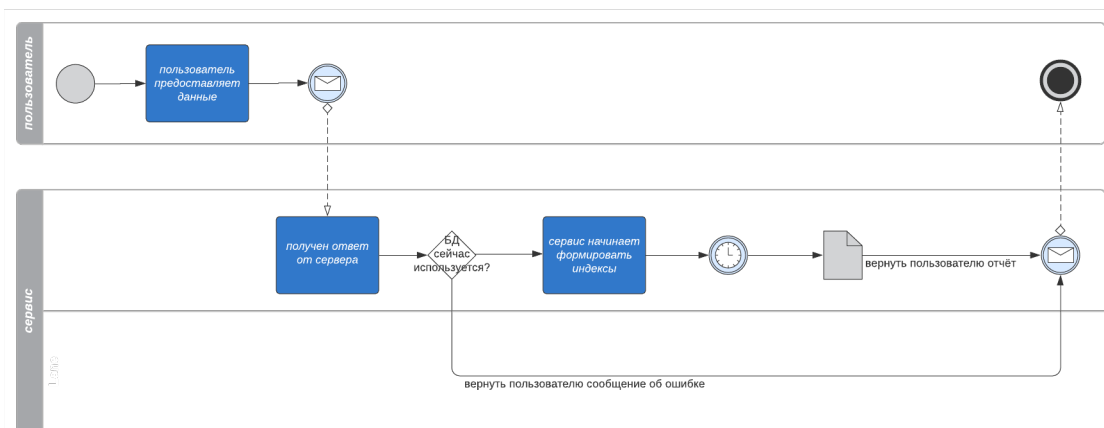 пользователь
пользователь
предоставляет
данные
сервис
получен ответ
от сервера
БД
сейчас
используется?
сервис начинает
формировать
индексы
вернуть пользователю отчёт
вернуть пользователю сообщение об ошибке